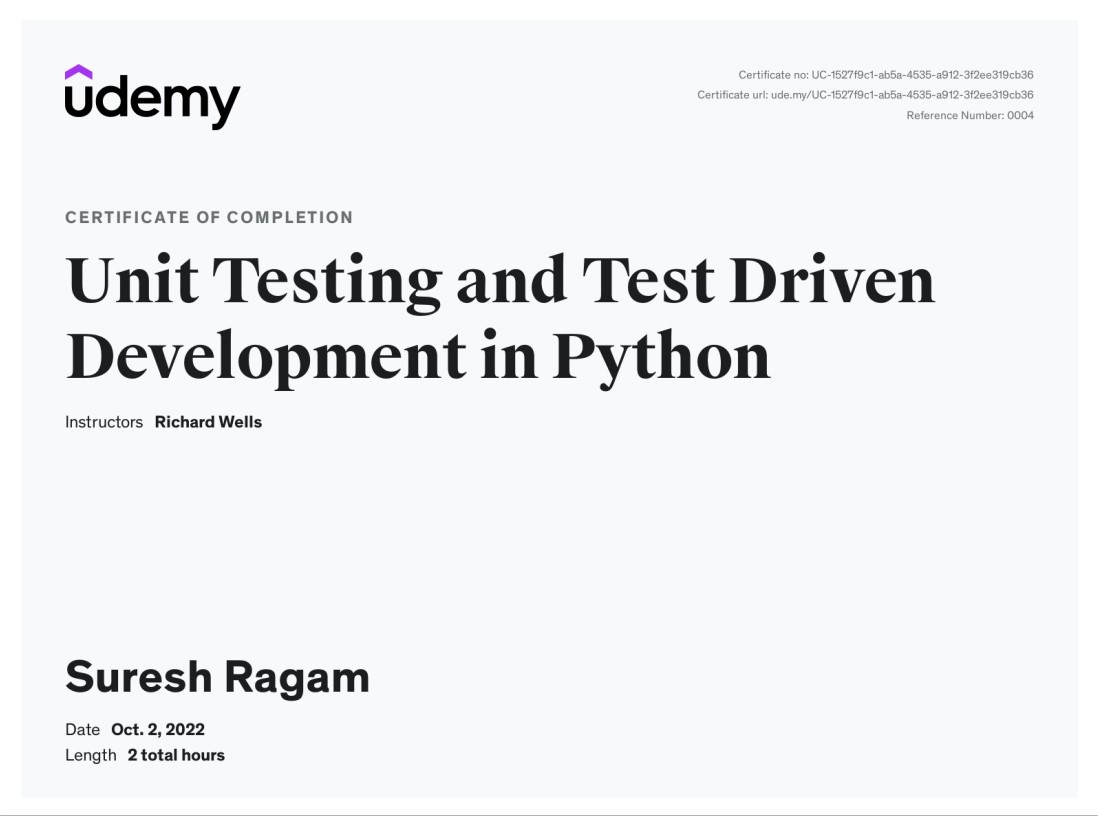 udemy
Certificate no: UC-1527f9c1-ab5a-4535-a912-3f2ee319cb36
Certificate url: ude.my/UC-1527f9c1-ab5a-4535-a912-3f2ee319cb36
Reference Number: 0004
CERTIFICATE OF COMPLETION
Unit Testing and Test Driven
Development in Python
Instructors Richard Wells
Suresh Ragam
Date Oct. 2, 2022
Length 2 total hours